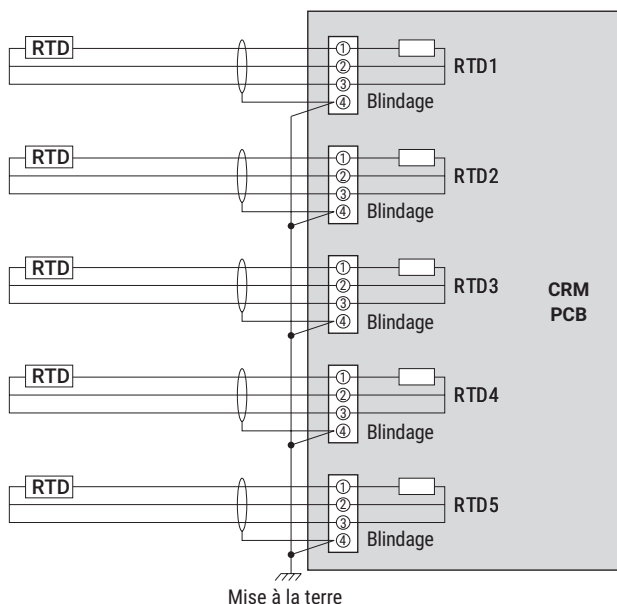 RTD
① 
② RTD1
③
④ Blindage
RTD
①
② RTD2
③
④ Blindage
RTD
①
② RTD3
③
④ Blindage
CRM
PCB
RTD
①
② RTD4
③
④ Blindage
RTD
①
② RTD5
③
④ Blindage
Mise à la terre